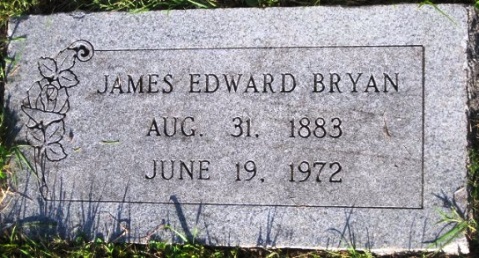 JAMES EDWARD BRYAN
AUG. 31. 1883
JUNE 19. 1972